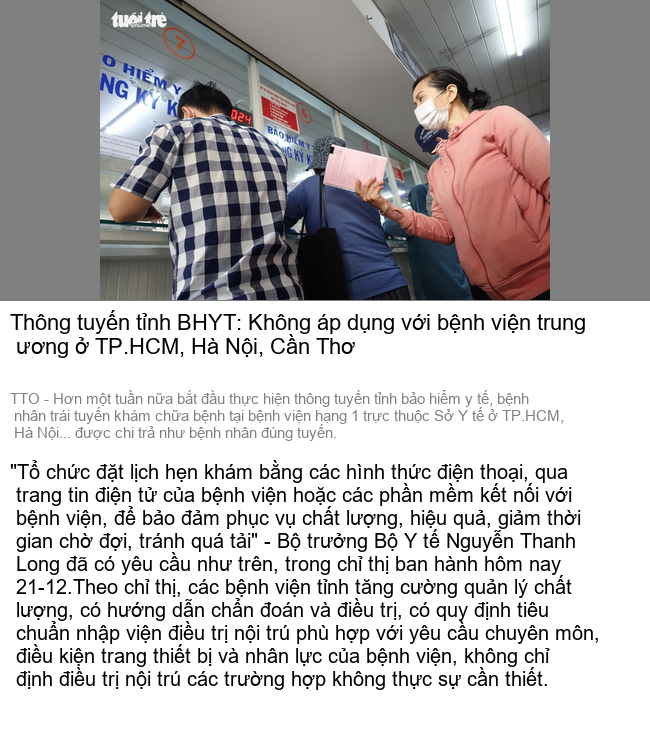 tuổi trẻ
ONLINE
7
O HIỂM Y
NG KÝ K
024
6
BẢO HIỂM Y
NG KÝ
Thông tuyến tỉnh BHYT: Không áp dụng với bệnh viện trung
ương ở TP.HCM, Hà Nội, Cần Thơ
TTO - Hơn một tuần nữa bắt đầu thực hiện thông tuyến tỉnh bảo hiểm y tế, bệnh
nhân trái tuyến khám chữa bệnh tại bệnh viện hạng 1 trực thuộc Sở Y tế ở TP.HCM,
Hà Nội... được chi trả như bệnh nhân đúng tuyến.
"Tổ chức đặt lịch hẹn khám bằng các hình thức điện thoại, qua
trang tin điện tử của bệnh viện hoặc các phần mềm kết nối với
bệnh viện, để bảo đảm phục vụ chất lượng, hiệu quả, giảm thời
gian chờ đợi, tránh quá tải" - Bộ trưởng Bộ Y tế Nguyễn Thanh
Long đã có yêu cầu như trên, trong chỉ thị ban hành hôm nay
21-12.Theo chỉ thị, các bệnh viện tỉnh tăng cường quản lý chất
lượng, có hướng dẫn chẩn đoán và điều trị, có quy định tiêu
chuẩn nhập viện điều trị nội trú phù hợp với yêu cầu chuyên môn,
điều kiện trang thiết bị và nhân lực của bệnh viện, không chỉ
định điều trị nội trú các trường hợp không thực sự cần thiết.